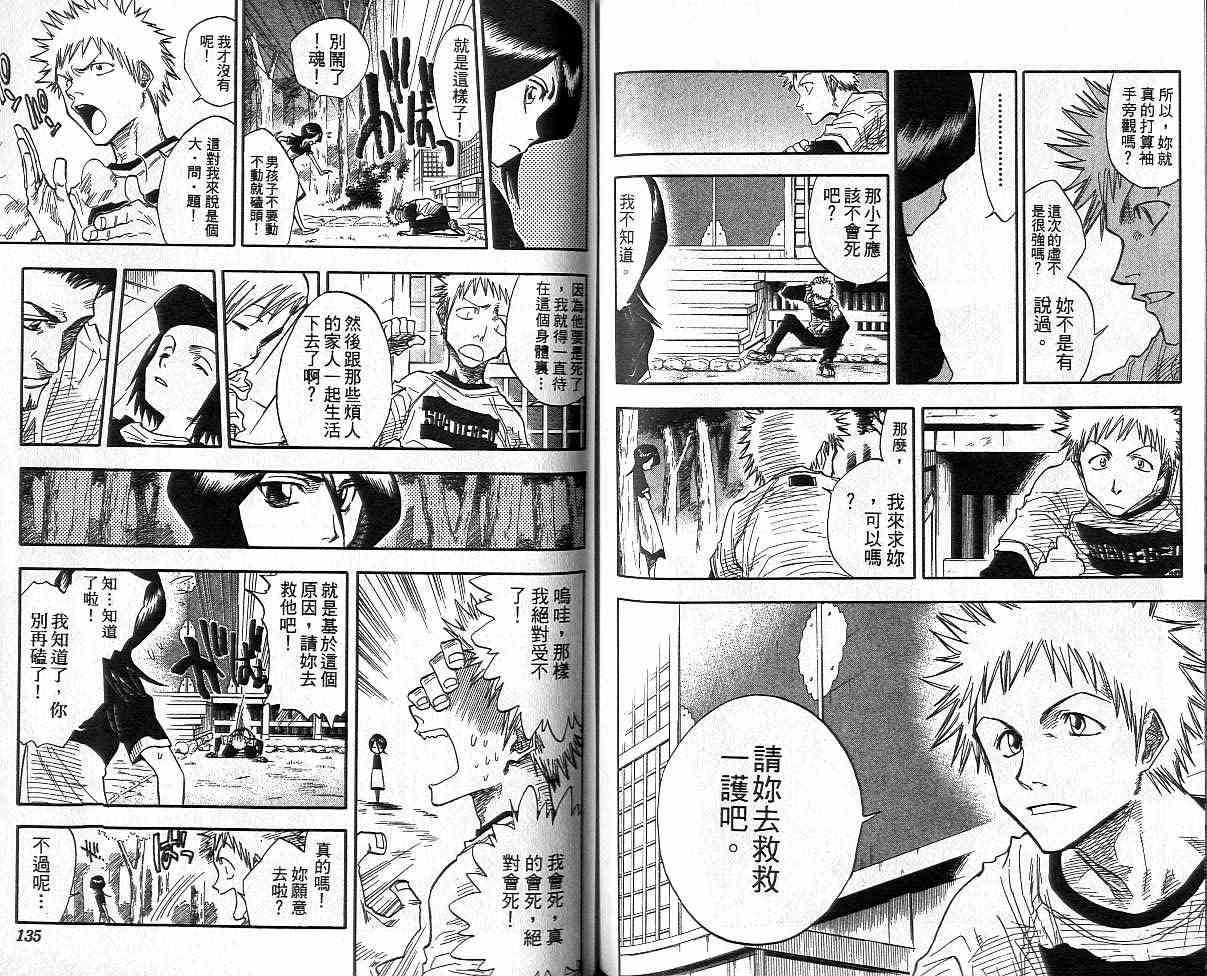 所以，妳就
真的打算袖
手旁觀嗎？
這次的虛不
是很強嗎？
妳不是有
說過。
…………
那小子應
該不會死
吧？
我不知道。
那麼，
我來求妳
，可以嗎
？
請妳去救救
一護吧。
就是這樣子！
別鬧了
！魂！
男孩子不要動
不動就磕頭！
我才沒有
呢！
這對我來說是個
大·問·題！
因為他要是死了
，我就得一直待
在這個身體裏…
然後跟那些煩人
的家人一起生活
下去了啊？
SHATTERED
嗚哇，那樣
我絕對受不
了！
我會死，真
的會死，絕
對會死！
就是基於這個
原因，請妳去
救他吧！
知…知道
了啦！
我知道了，你
別再磕了！
真的嗎！
妳願意
去啦？
不過呢…
135